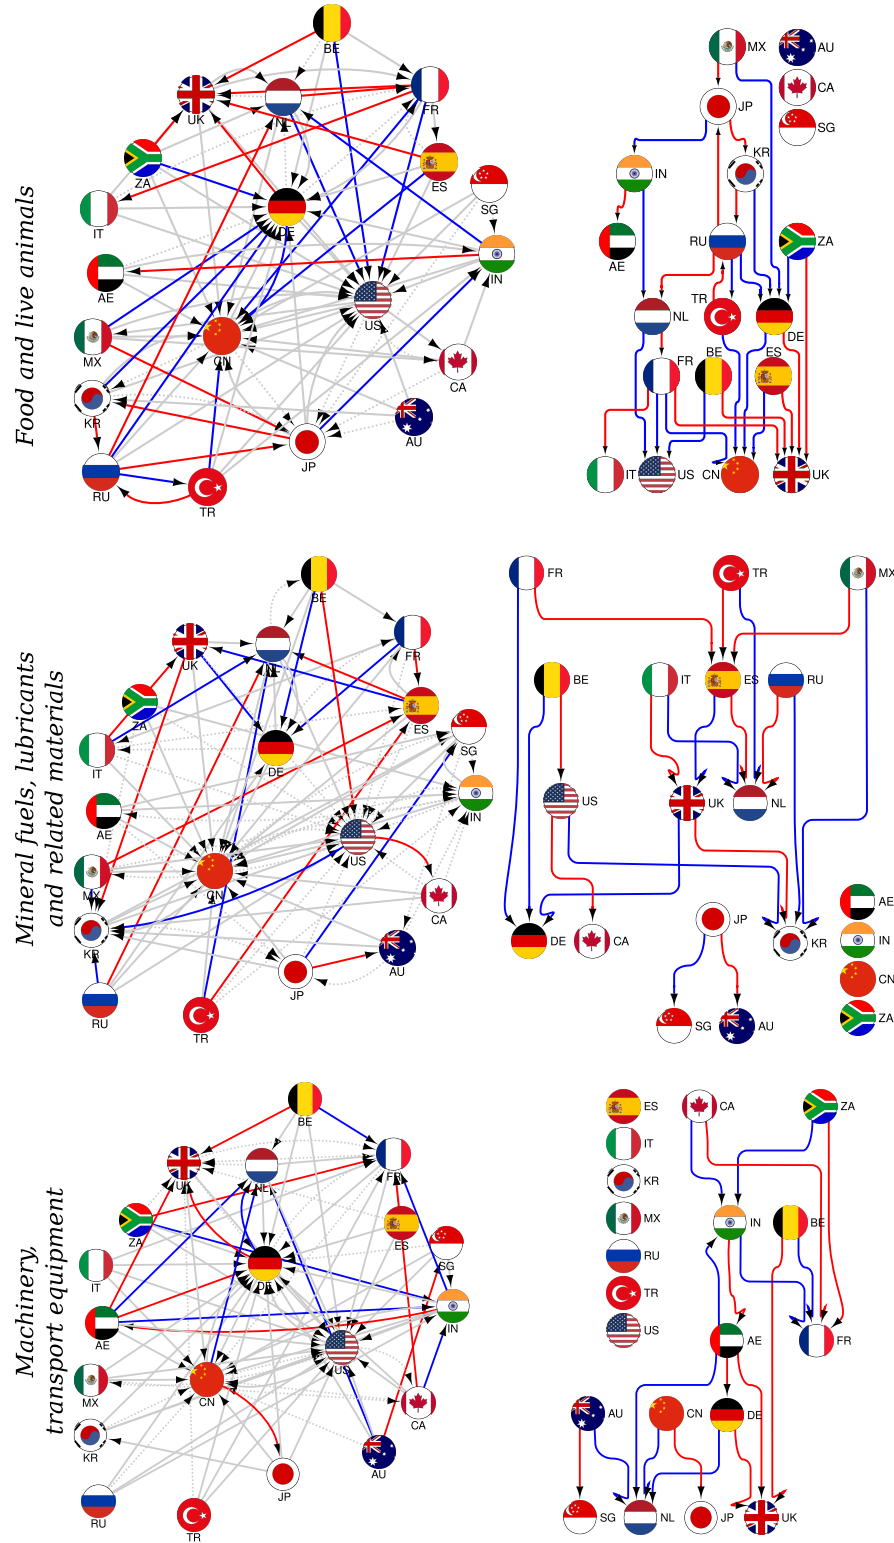 Food and live animals
BE
UK
NL
FR
ZA
ES
SG
IT
DE
IN
AE
US
MX
CN
CA
KR
AU
JP
RU
TR
MX
AU
JP
CA
SG
KR
IN
AE
RU
ZA
TR
NL
DE
FR
BE
ES
IT
US
CN
UK
Mineral fuels, lubricants
and related materials
BE
UK
NL
FR
ZA
ES
SG
IT
DE
IN
AE
US
MX
CN
CA
KR
AU
JP
RU
TR
FR
TR
MX
BE
IT
ES
RU
US
UK
NL
AE
JP
DE
CA
KR
IN
CN
SG
AU
ZA
Machinery,
transport equipment
BE
UK
NL
FR
ZA
ES
SG
IT
DE
IN
AE
US
MX
CN
CA
KR
AU
JP
RU
TR
ES
CA
ZA
IT
KR
MX
IN
BE
RU
TR
US
AE
FR
AU
CN
DE
SG
NL
JP
UK